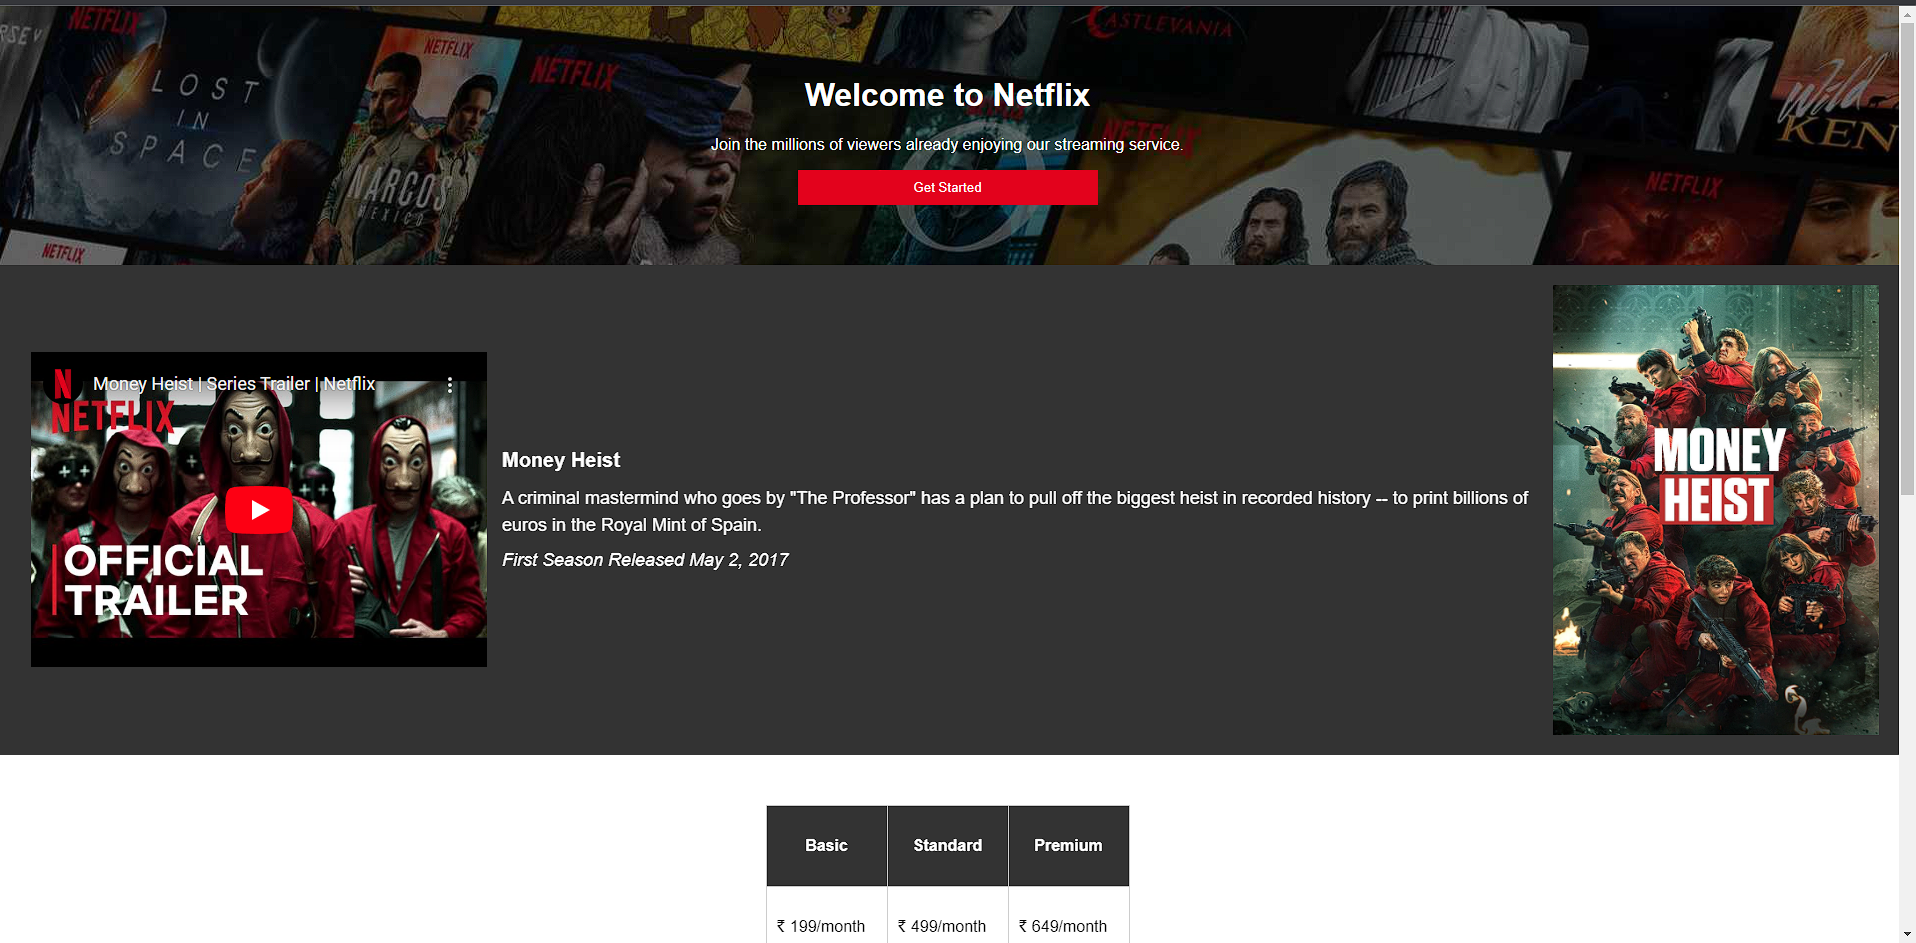 RSEY
NETFLIX
LOST
IN
SPACE
NETFLIX
NETFLIX
NARCOS
MEXICO
NETFLIX
CASTLEVANIA
NETFLIX
NETFLIX
Wild
KEN
Welcome to Netflix
Join the millions of viewers already enjoying our streaming service.
Get Started
Money Heist | Series Trailer | Netflix
N
NETFLIX
OFFICIAL
TRAILER
Money Heist
A criminal mastermind who goes by "The Professor" has a plan to pull off the biggest heist in recorded history -- to print billions of
euros in the Royal Mint of Spain.
First Season Released May 2, 2017
MONEY
HEIST
Basic Standard Premium
₹ 199/month ₹ 499/month ₹ 649/month